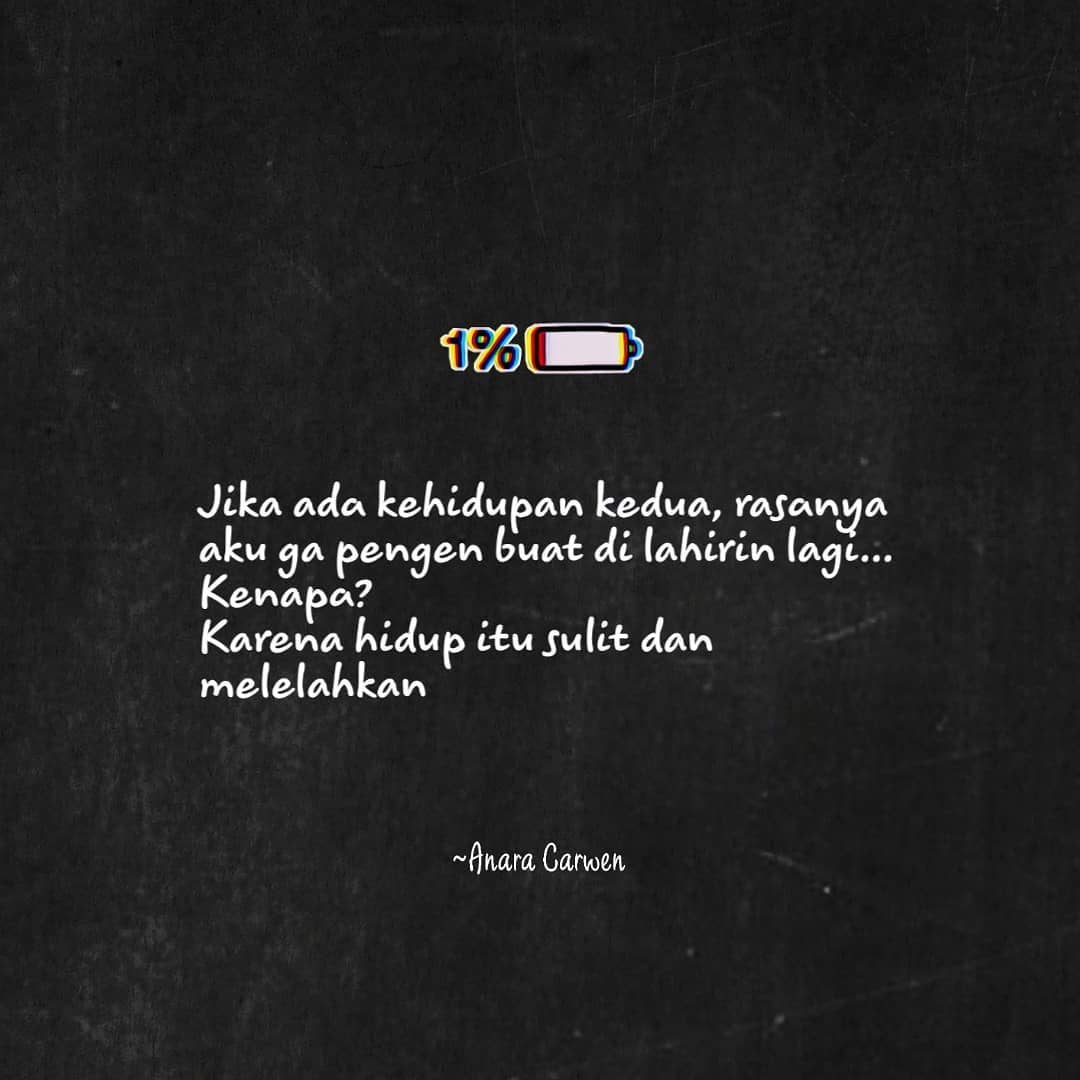 1%
Jika ada kehidupan kedua, rasanya
aku ga pengen buat di lahirin lagi...
Kenapa?
Karena hidup itu sulit dan
melelahkan
~Anara Carwen